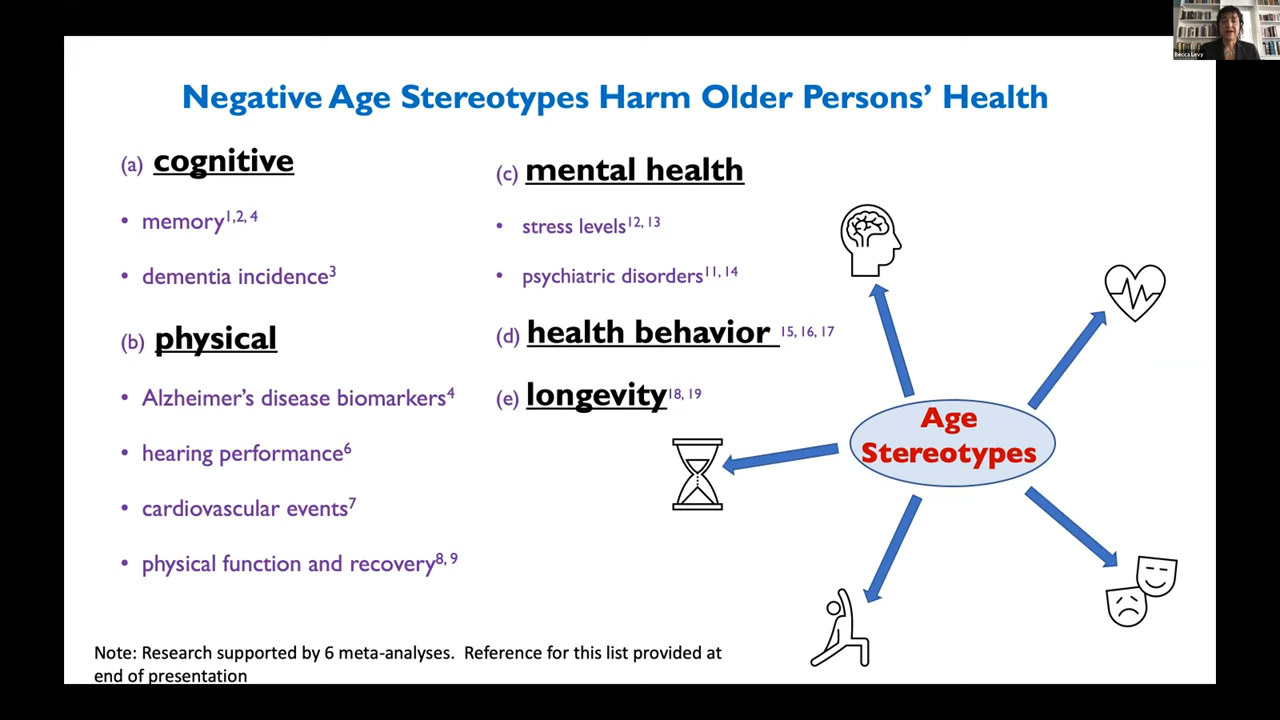 Negative Age Stereotypes Harm Older Persons' Health
(a) cognitive
• memory1,2, 4
• dementia incidence3
(b) physical
• Alzheimer's disease biomarkers4
• hearing performance6
• cardiovascular events7
• physical function and recovery8, 9
(c) mental health
• stress levels12, 13
• psychiatric disorders11, 14
(d) health behavior 15, 16, 17
(e) longevity18, 19
Age
Stereotypes
Note: Research supported by 6 meta-analyses. Reference for this list provided at
end of presentation
Becca Levy